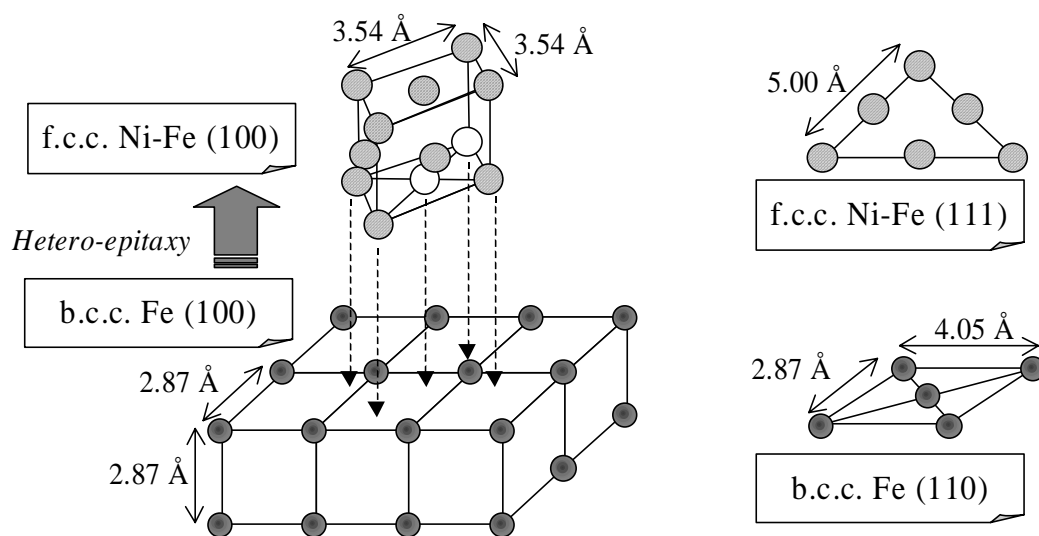 3.54 Å
3.54 Å
f.c.c. Ni-Fe (100)
Hetero-epitaxy
b.c.c. Fe (100)
2.87 Å
2.87 Å
5.00 Å
f.c.c. Ni-Fe (111)
4.05 Å
2.87 Å
b.c.c. Fe (110)